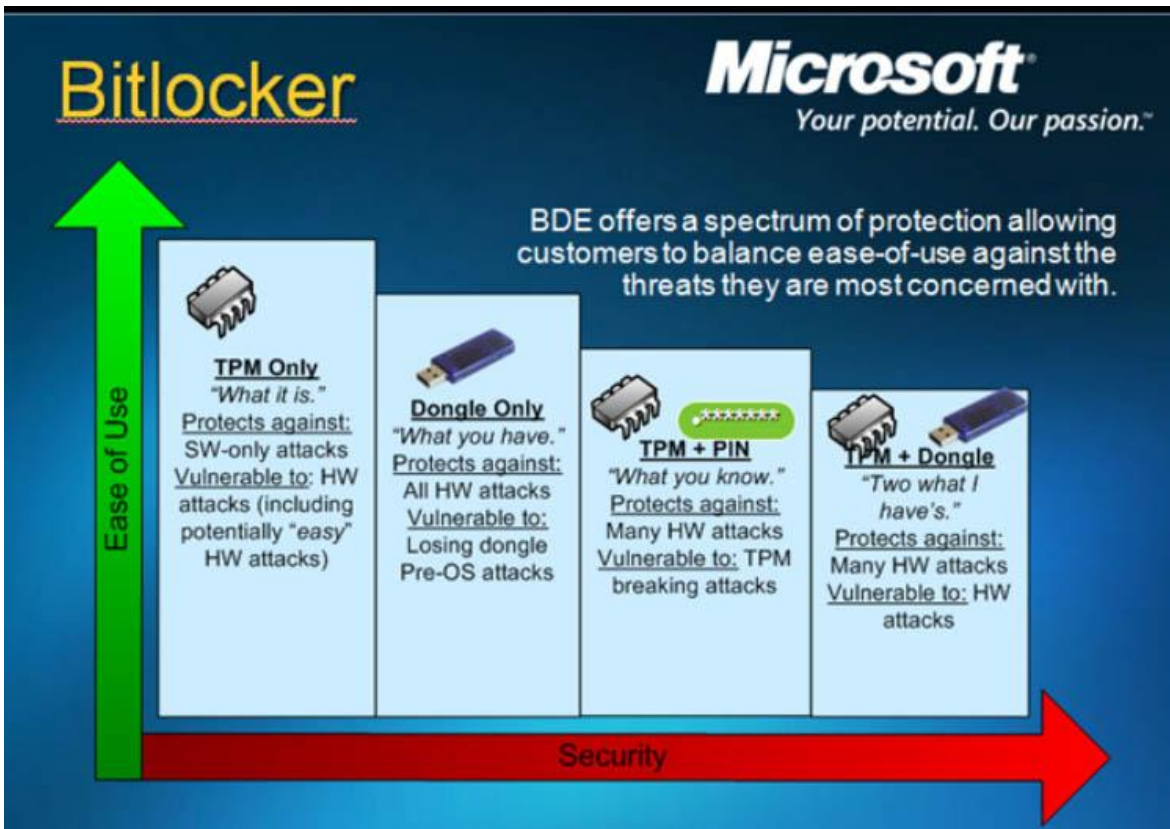 Bitlocker
Microsoft®
Your potential. Our passion.™
BDE offers a spectrum of protection allowing
customers to balance ease-of-use against the
threats they are most concerned with.
Ease of Use
TPM Only
“What it is.”
Protects against:
SW-only attacks
Vulnerable to: HW
attacks (including
potentially “easy”
HW attacks)
Dongle Only
“What you have.”
Protects against:
All HW attacks
Vulnerable to:
Losing dongle
Pre-OS attacks
*******
TPM + PIN
“What you know.”
Protects against:
Many HW attacks
Vulnerable to: TPM
breaking attacks
TPM + Dongle
“Two what I
have’s.”
Protects against:
Many HW attacks
Vulnerable to: HW
attacks
Security